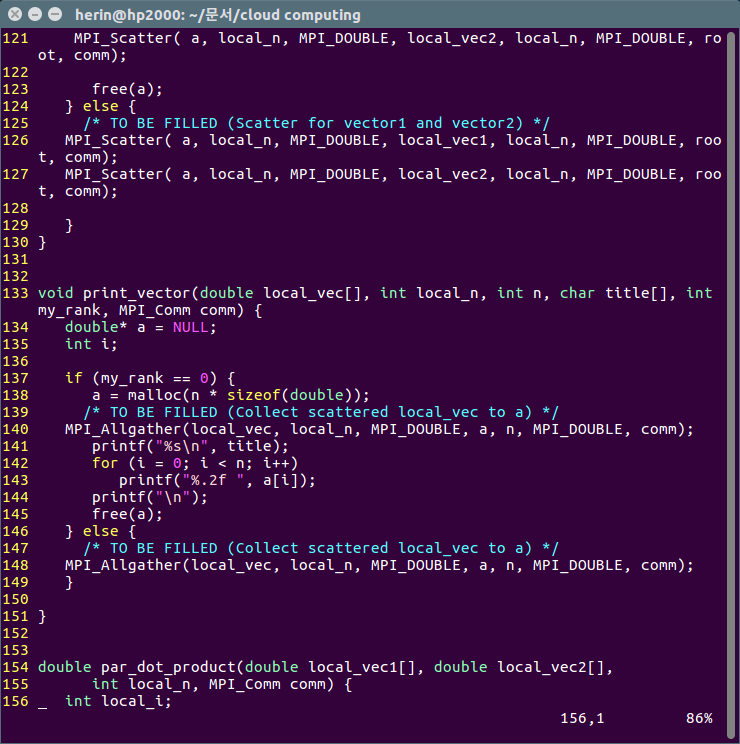 herin@hp2000: ~/문서/cloud computing
121     MPI_Scatter( a, local_n, MPI_DOUBLE, local_vec2, local_n, MPI_DOUBLE, ro
ot, comm);
122
123       free(a);
124    } else {
125      /* TO BE FILLED (Scatter for vector1 and vector2) */
126    MPI_Scatter( a, local_n, MPI_DOUBLE, local_vec1, local_n, MPI_DOUBLE, roo
t, comm);
127    MPI_Scatter( a, local_n, MPI_DOUBLE, local_vec2, local_n, MPI_DOUBLE, roo
t, comm);
128
129    }
130 }
131
132
133 void print_vector(double local_vec[], int local_n, int n, char title[], int
my_rank, MPI_Comm comm) {
134    double* a = NULL;
135    int i;
136
137    if (my_rank == 0) {
138       a = malloc(n * sizeof(double));
139      /* TO BE FILLED (Collect scattered local_vec to a) */
140    MPI_Allgather(local_vec, local_n, MPI_DOUBLE, a, n, MPI_DOUBLE, comm);
141       printf("%s\n", title);
142       for (i = 0; i < n; i++)
143          printf("%.2f ", a[i]);
144       printf("\n");
145       free(a);
146    } else {
147      /* TO BE FILLED (Collect scattered local_vec to a) */
148    MPI_Allgather(local_vec, local_n, MPI_DOUBLE, a, n, MPI_DOUBLE, comm);
149    }
150
151 }
152
153
154 double par_dot_product(double local_vec1[], double local_vec2[],
155       int local_n, MPI_Comm comm) {
156    int local_i;
156,1 86%